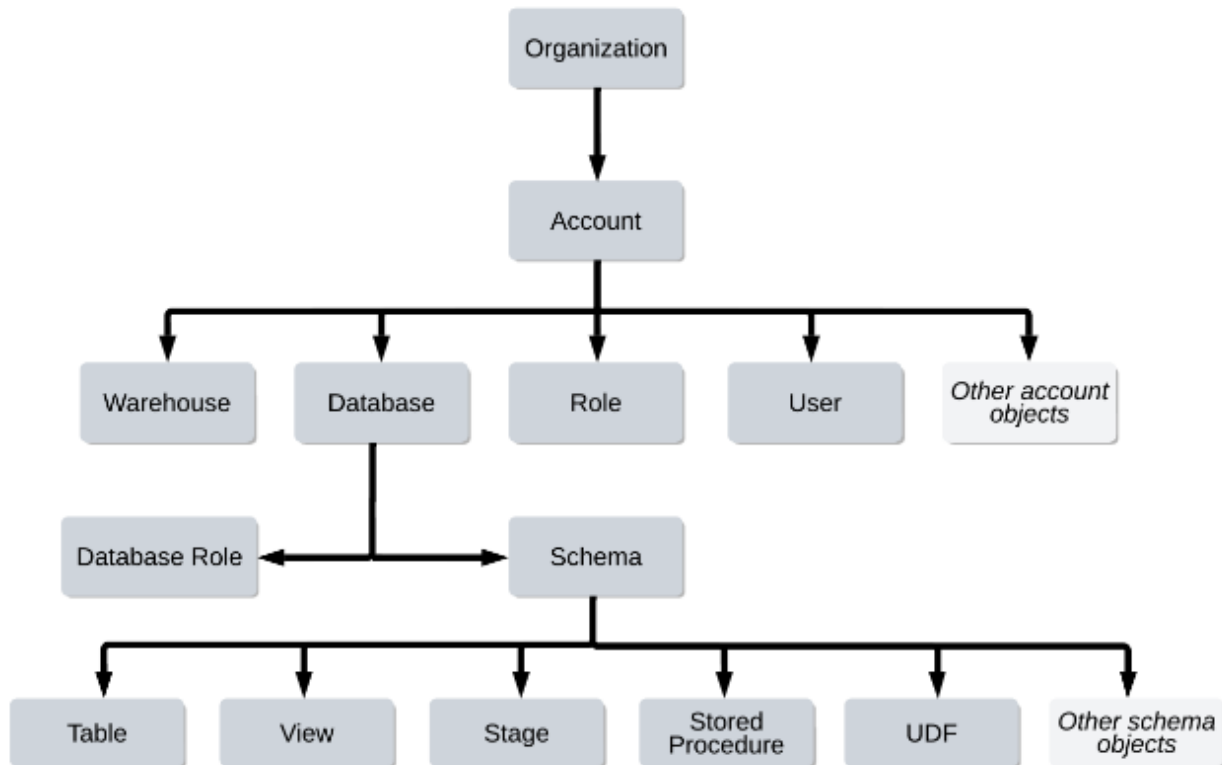 Organization
Account
Warehouse
Database
Role
User
Other account
objects
Database Role
Schema
Table
View
Stage
Stored
Procedure
UDF
Other schema
objects